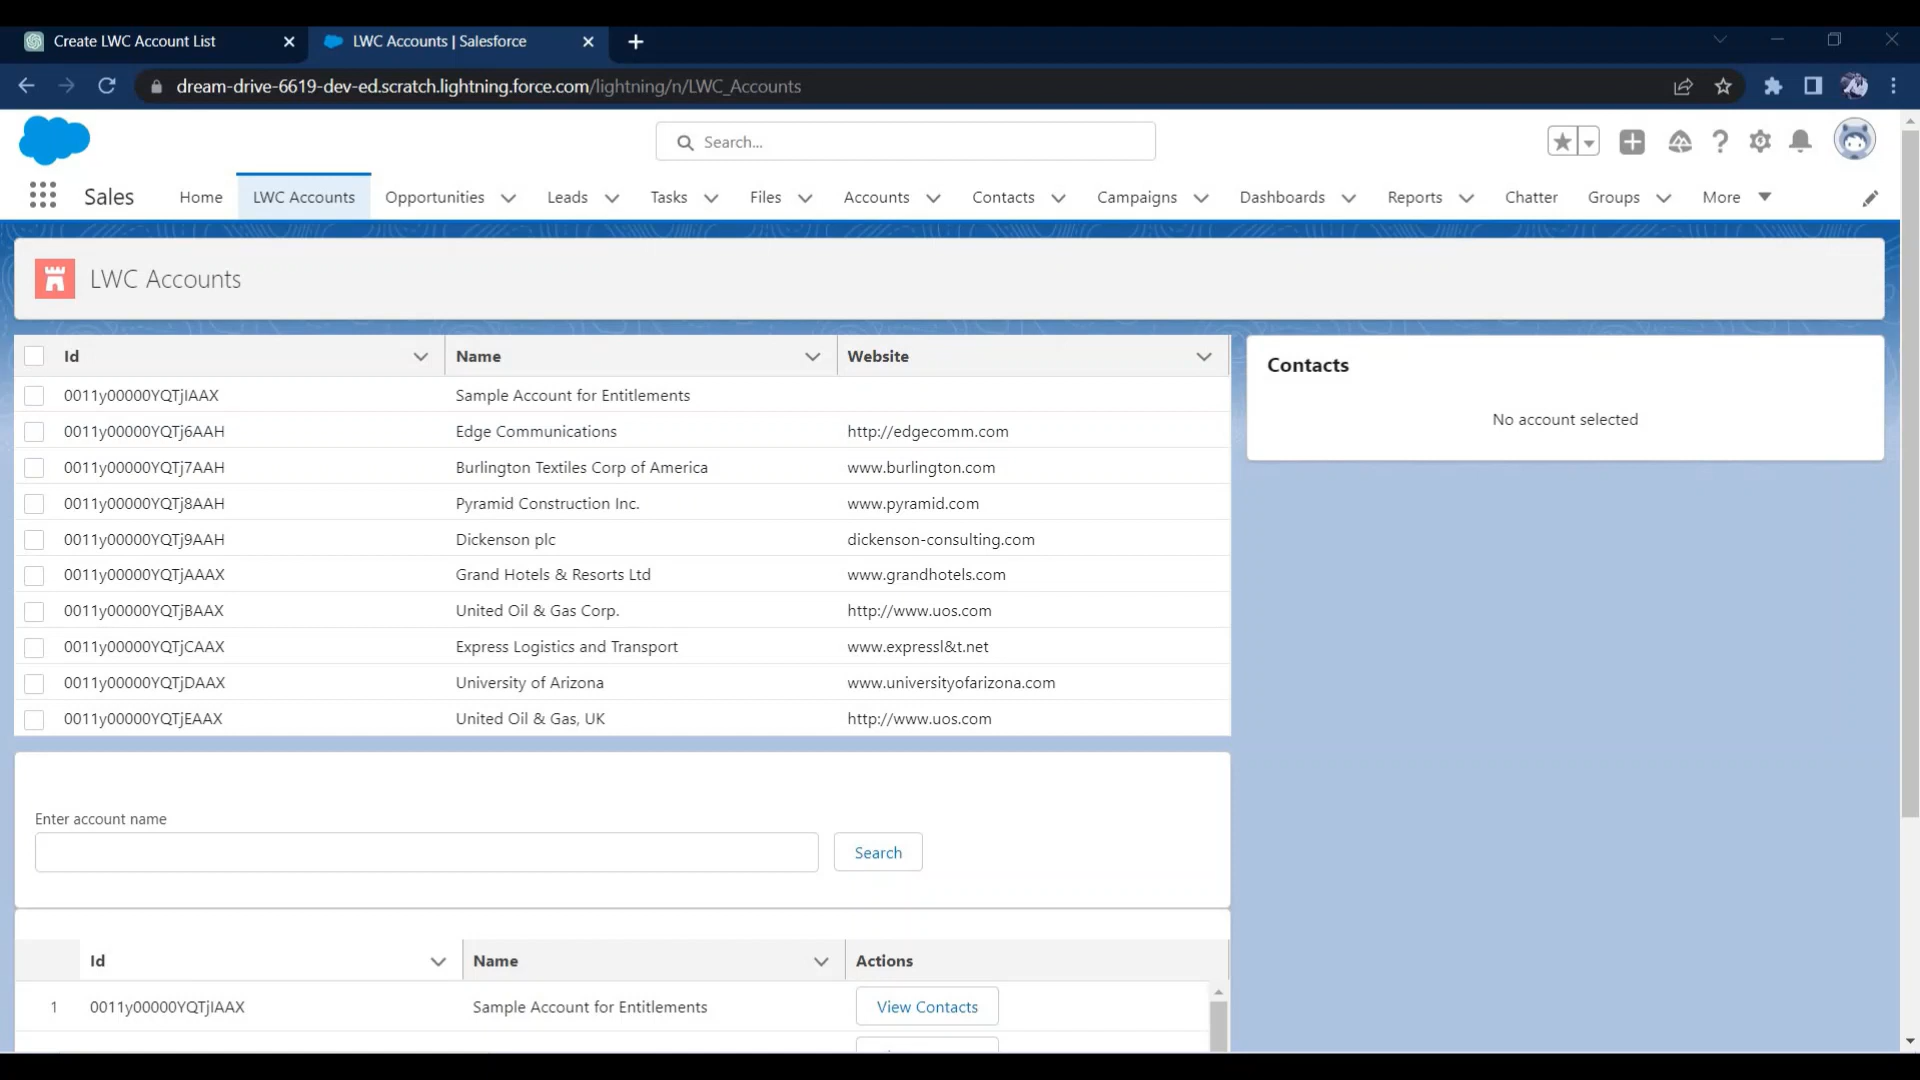 Create LWC Account List
LWC Accounts | Salesforce
dream-drive-6619-dev-ed.scratch.lightning.force.com/lightning/n/LWC_Accounts
Search...
Sales Home LWC Accounts Opportunities Leads Tasks Files Accounts Contacts Campaigns Dashboards Reports Chatter Groups More
LWC Accounts
Id Name Website
0011y00000YQTjIAAX Sample Account for Entitlements
0011y00000YQTj6AAH Edge Communications http://edgecomm.com
0011y00000YQTj7AAH Burlington Textiles Corp of America www.burlington.com
0011y00000YQTj8AAH Pyramid Construction Inc. www.pyramid.com
0011y00000YQTj9AAH Dickenson plc dickenson-consulting.com
0011y00000YQTjAAAX Grand Hotels & Resorts Ltd www.grandhotels.com
0011y00000YQTjBAAX United Oil & Gas Corp. http://www.uos.com
0011y00000YQTjCAAX Express Logistics and Transport www.expressl&t.net
0011y00000YQTjDAAX University of Arizona www.universityofarizona.com
0011y00000YQTjEAAX United Oil & Gas, UK http://www.uos.com
Contacts
No account selected
Enter account name
Search
Id Name Actions
1 0011y00000YQTjIAAX Sample Account for Entitlements View Contacts